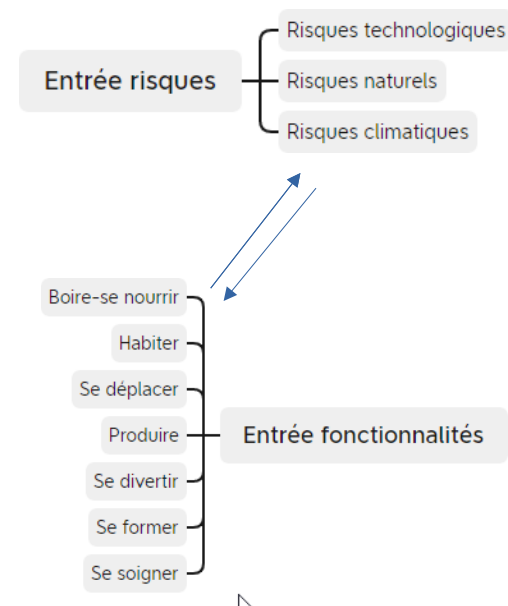 Risques technologiques
Entrée risques
Risques naturels
Risques climatiques
Boire-se nourrir
Habiter
Se déplacer
Produire
Entrée fonctionnalités
Se divertir
Se former
Se soigner